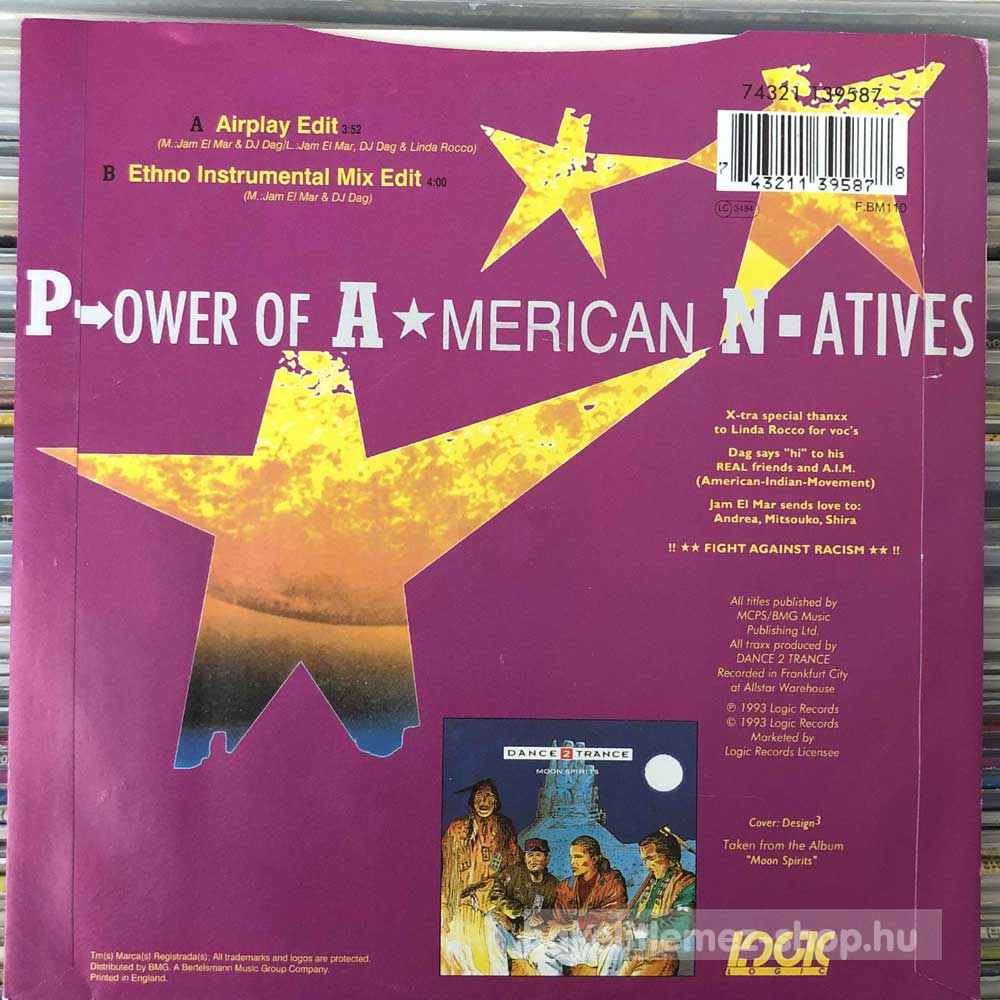 A Airplay Edit 3:52
(M.:Jam El Mar & DJ Dag/L.:Jam El Mar, DJ Dag & Linda Rocco)
B Ethno Instrumental Mix Edit 4:00
(M.:Jam El Mar & DJ Dag)
74321 139587
7 43211 39587 8
LC 3484
F:BM110
POWER OF A★MERICAN N▪ATIVES
X-tra special thanxx
to Linda Rocco for voc's
Dag says "hi" to his
REAL friends and A.I.M.
(American-Indian-Movement)
Jam El Mar sends love to:
Andrea, Mitsouko, Shira
!! ★★ FIGHT AGAINST RACISM ★★ !!
All titles published by
MCPS/BMG Music
Publishing Ltd.
All traxx produced by
DANCE 2 TRANCE
Recorded in Frankfurt City
at Allstar Warehouse
℗ 1993 Logic Records
© 1993 Logic Records
Marketed by
Logic Records Licensee
DANCE 2 TRANCE
MOON SPIRITS
Cover: Design3
Taken from the Album
"Moon Spirits"
Tm(s) Marca(s) Registrada(s); All trademarks and logos are protected.
Distributed by BMG. A Bertelsmann Music Group Company.
Printed in England.
LOGIC
LOGIC